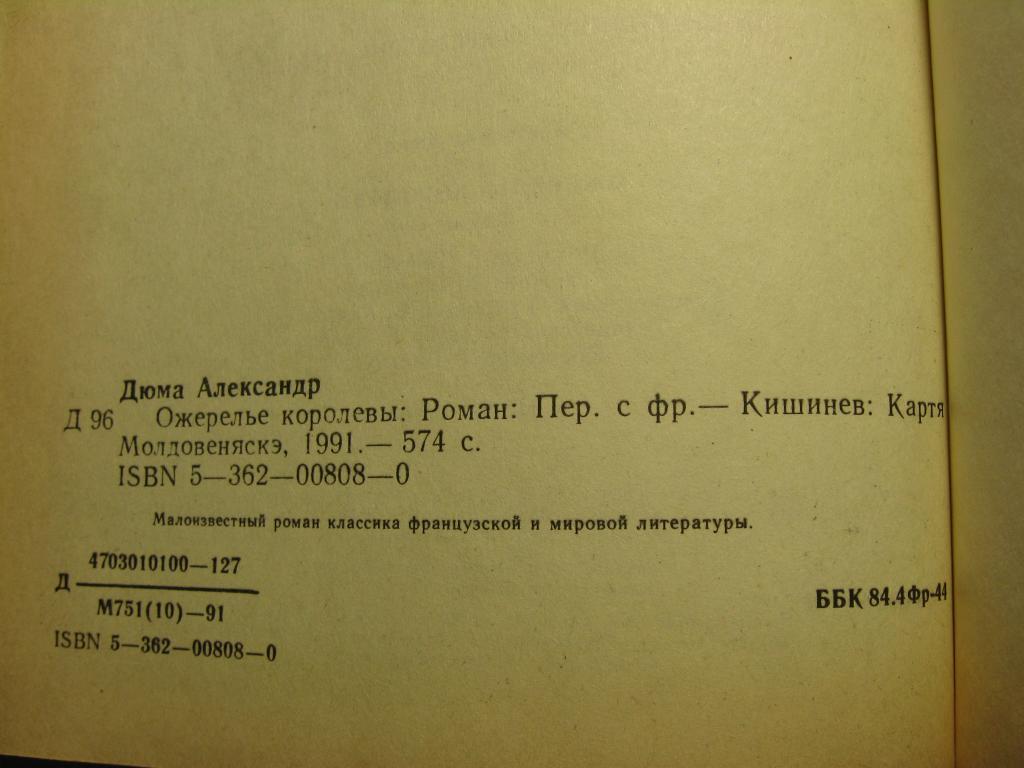 Дюма Александр
Д 96 Ожерелье королевы: Роман: Пер. с фр.— Кишинев: Картя
Молдовеняскэ, 1991.— 574 с.
ISBN 5—362—00808—0
Малоизвестный роман классика французской и мировой литературы.
4703010100—127
Д
М751(10)—91
ББК 84.4Фр-44
ISBN 5—362—00808—0